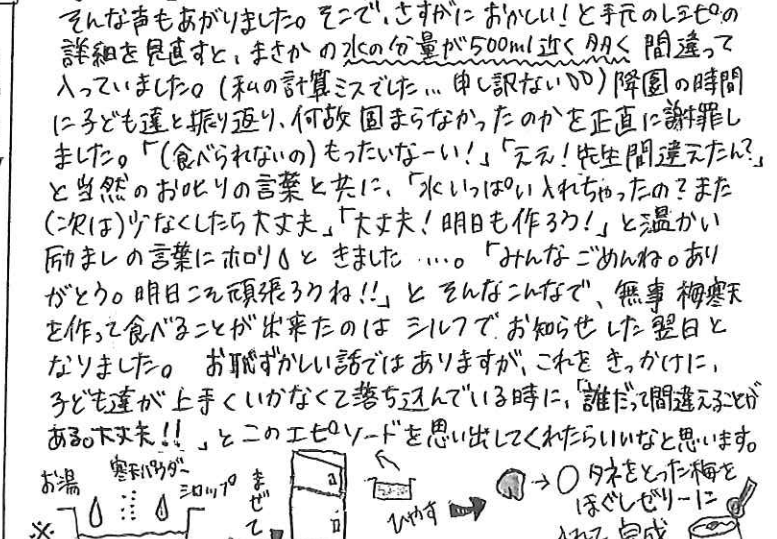 そんな声もあがりました。そこで、さすがにおかしい!と手元のレシピの
詳細を見直すと、まさかの水の分量が500ml近く多く間違って
入っていました。(私の計算ミスでした…申し訳ない)降園の時間
に子ども達と振り返り、何故固まらなかったのかを正直に謝罪し
ました。「(食べられないの)もったいなーい!」「ええ!先生間違えたん?」
と当然のお叱りの言葉と共に、「水いっぱい入れちゃったの?また
(次は)少なくしたら大丈夫」「大丈夫!明日も作ろう!」と温かい
励ましの言葉にホロリときました…。「みんなごめんね。あり
がとう。明日こそ頑張ろうね!!」とそんなこんなで、無事梅寒天
を作って食べることが出来たのはシルフでお知らせした翌日と
なりました。お恥ずかしい話ではありますが、これをきっかけに、
子ども達が上手くいかなくて落ち込んでいる時に、「誰だって間違えることが
ある。大丈夫!!」とこのエピソードを思い出してくれたらいいなと思います。
お湯
寒天パウダー
シロップ
※
まぜて
ひやす
タネをとった梅を
ほぐしゼリーに
入れて完成